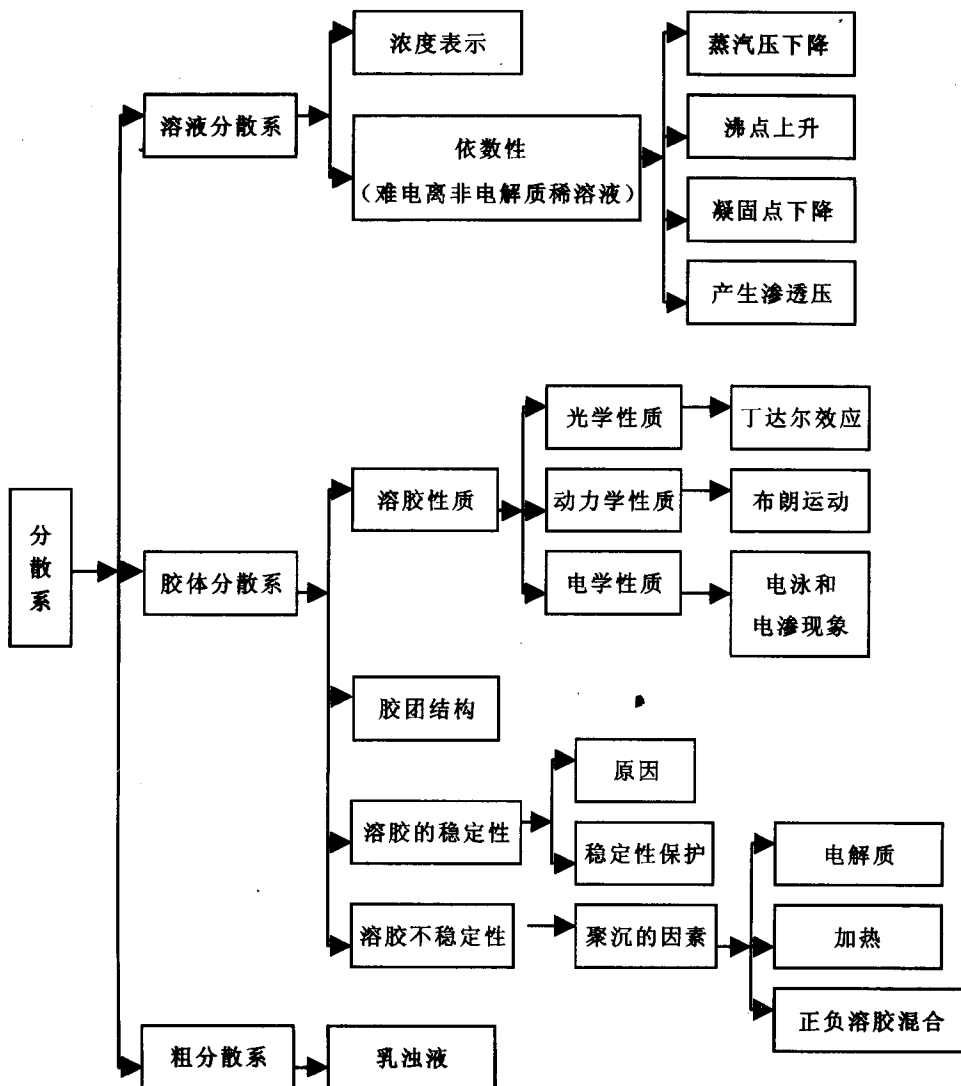 分散系
溶液分散系
浓度表示
依数性
（难电离非电解质稀溶液）
蒸汽压下降
沸点上升
凝固点下降
产生渗透压
胶体分散系
溶胶性质
光学性质
丁达尔效应
动力学性质
布朗运动
电学性质
电泳和
电渗现象
胶团结构
溶胶的稳定性
原因
稳定性保护
溶胶不稳定性
聚沉的因素
电解质
加热
正负溶胶混合
粗分散系
乳浊液